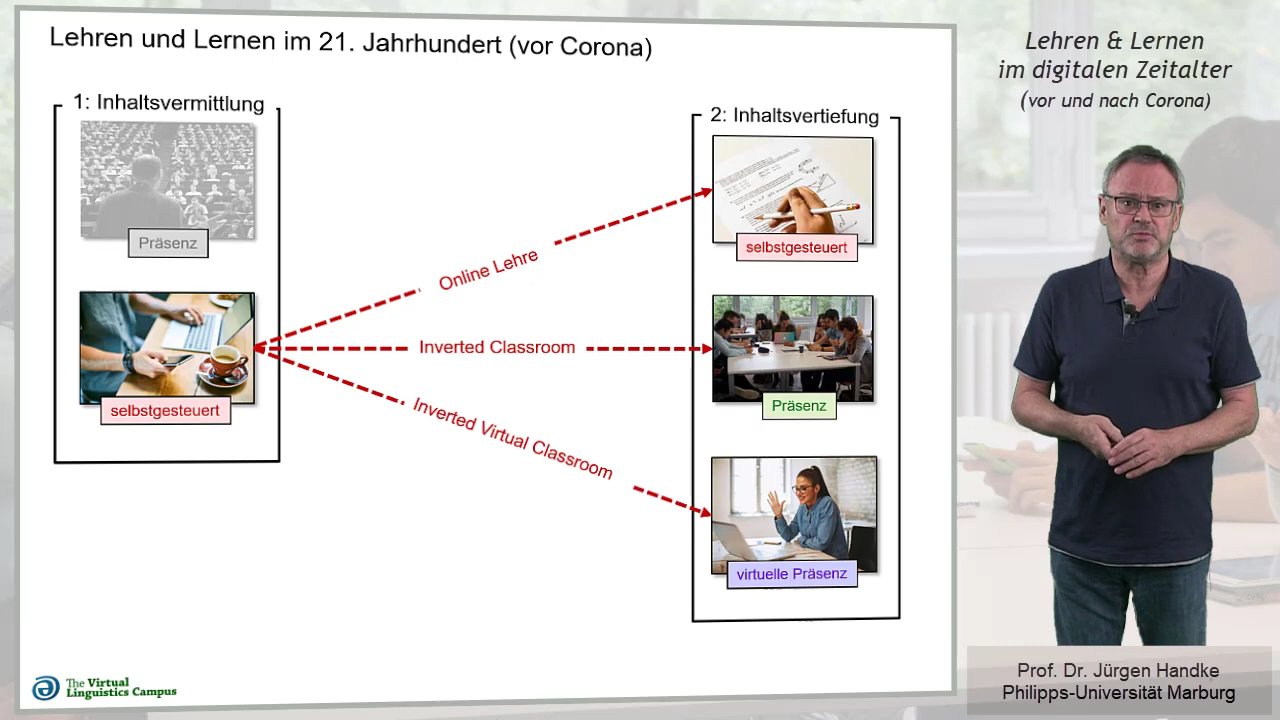 Lehren und Lernen im 21. Jahrhundert (vor Corona)
1: Inhaltsvermittlung
Präsenz
selbstgesteuert
Online Lehre
Inverted Classroom
Inverted Virtual Classroom
2: Inhaltsvertiefung
selbstgesteuert
Präsenz
virtuelle Präsenz
The Virtual
Linguistics Campus
Lehren & Lernen
im digitalen Zeitalter
(vor und nach Corona)
Prof. Dr. Jürgen Handke
Philipps-Universität Marburg